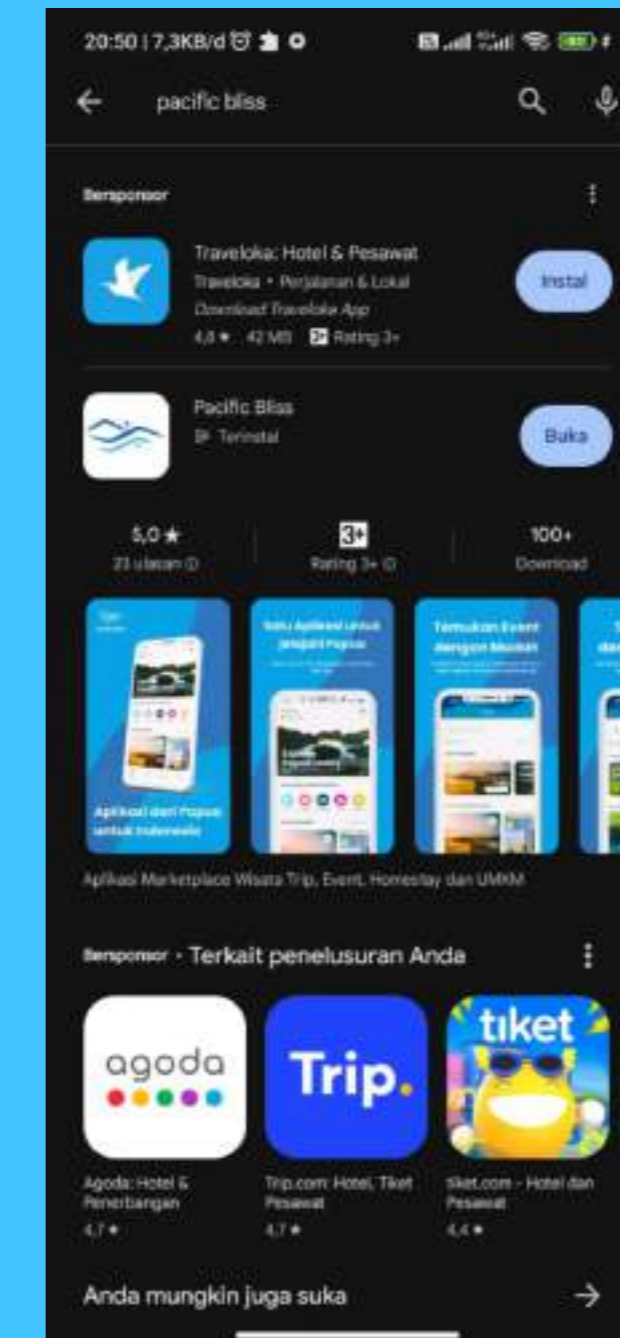 20:50 | 7,3KB/d
pacific bliss
Bersponsor
Traveloka: Hotel & Pesawat
Traveloka • Perjalanan & Lokal
Download Traveloka App
4,8 ★ 42 MB 3+ Rating 3+
Instal
Pacific Bliss
Terinstal
Buka
5,0 ★
23 ulasan
3+
Rating 3+
100+
Download
Aplikasi dari Papua
untuk Indonesia
Satu Aplikasi untuk
jelajahi Papua
Temukan Event
dengan Mudah
Aplikasi Marketplace Wisata Trip, Event, Homestay dan UMKM
Bersponsor • Terkait penelusuran Anda
agoda
Trip.
tiket
Agoda: Hotel &
Penerbangan
4,7 ★
Trip.com: Hotel, Tiket
Pesawat
4,7 ★
tiket.com - Hotel dan
Pesawat
4,4 ★
Anda mungkin juga suka